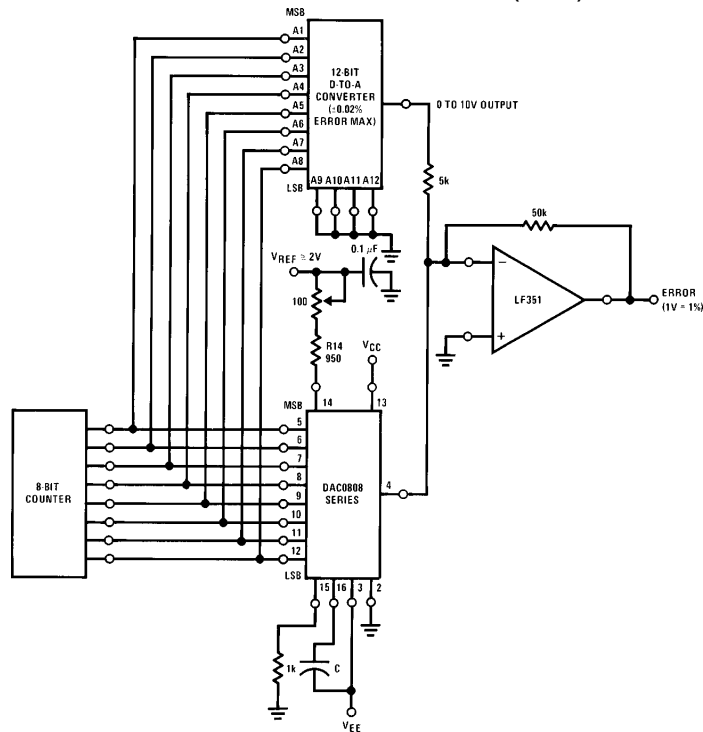 MSB
A1
A2
A3
A4
A5
A6
A7
A8
LSB
12-BIT
D-TO-A
CONVERTER
(±0.02%
ERROR MAX)
A9 A10 A11 A12
0 TO 10V OUTPUT
5k
50k
0.1 μF
VREF ≅ 2V
100
R14
950
VCC
LF351
−
+
ERROR
(1V = 1%)
14
13
MSB
5
6
7
8
9
10
11
12
LSB
8-BIT
COUNTER
DAC0808
SERIES
4
15 16 3 2
1k
C
VEE